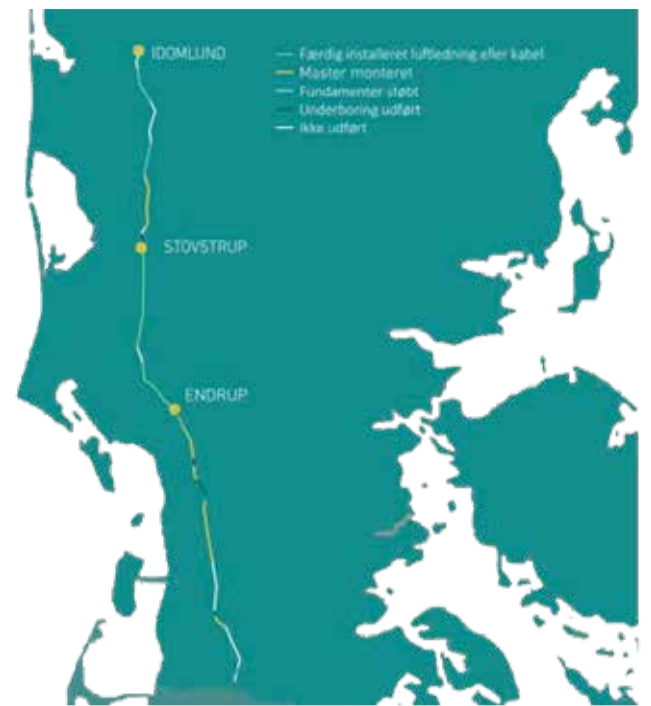 IDOMLUND
Færdig installeret luftledning eller kabel
Master monteret
Fundamenter støbt
Underboring udført
Ikke udført
STOVSTRUP
ENDRUP